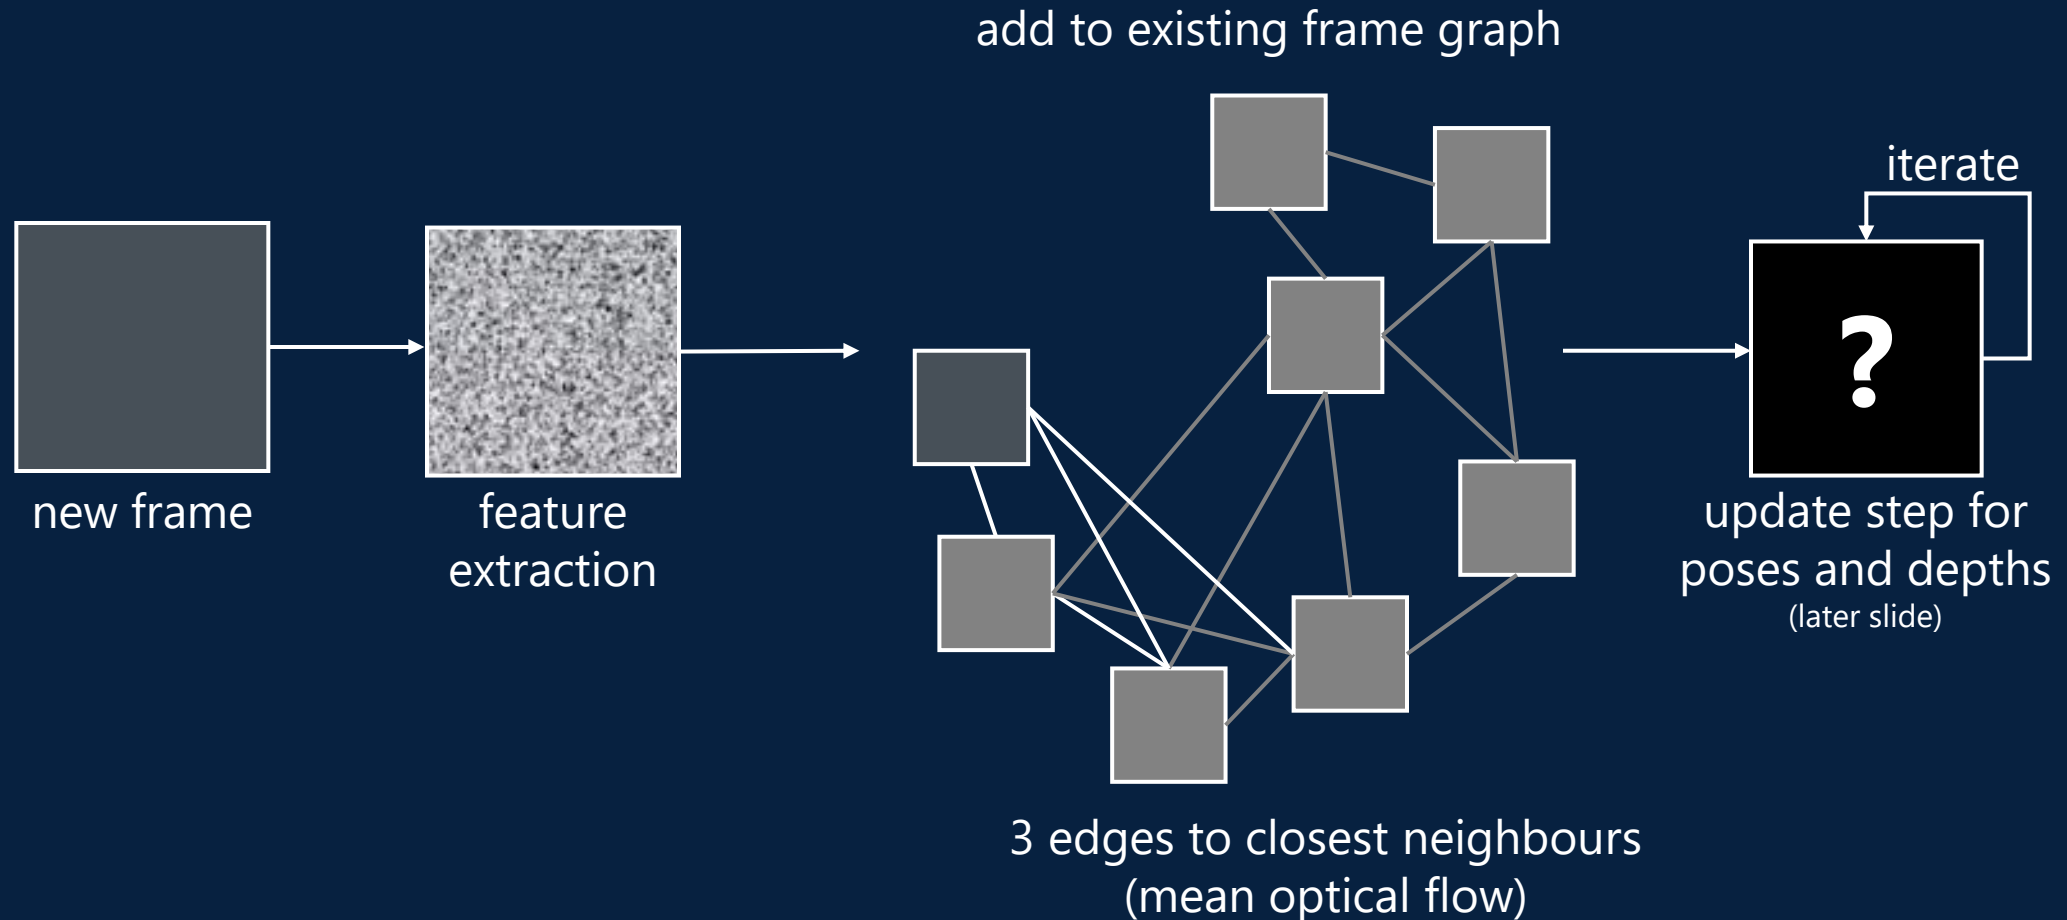 add to existing frame graph
iterate
?
new frame
feature
extraction
update step for
poses and depths
(later slide)
3 edges to closest neighbours
(mean optical flow)